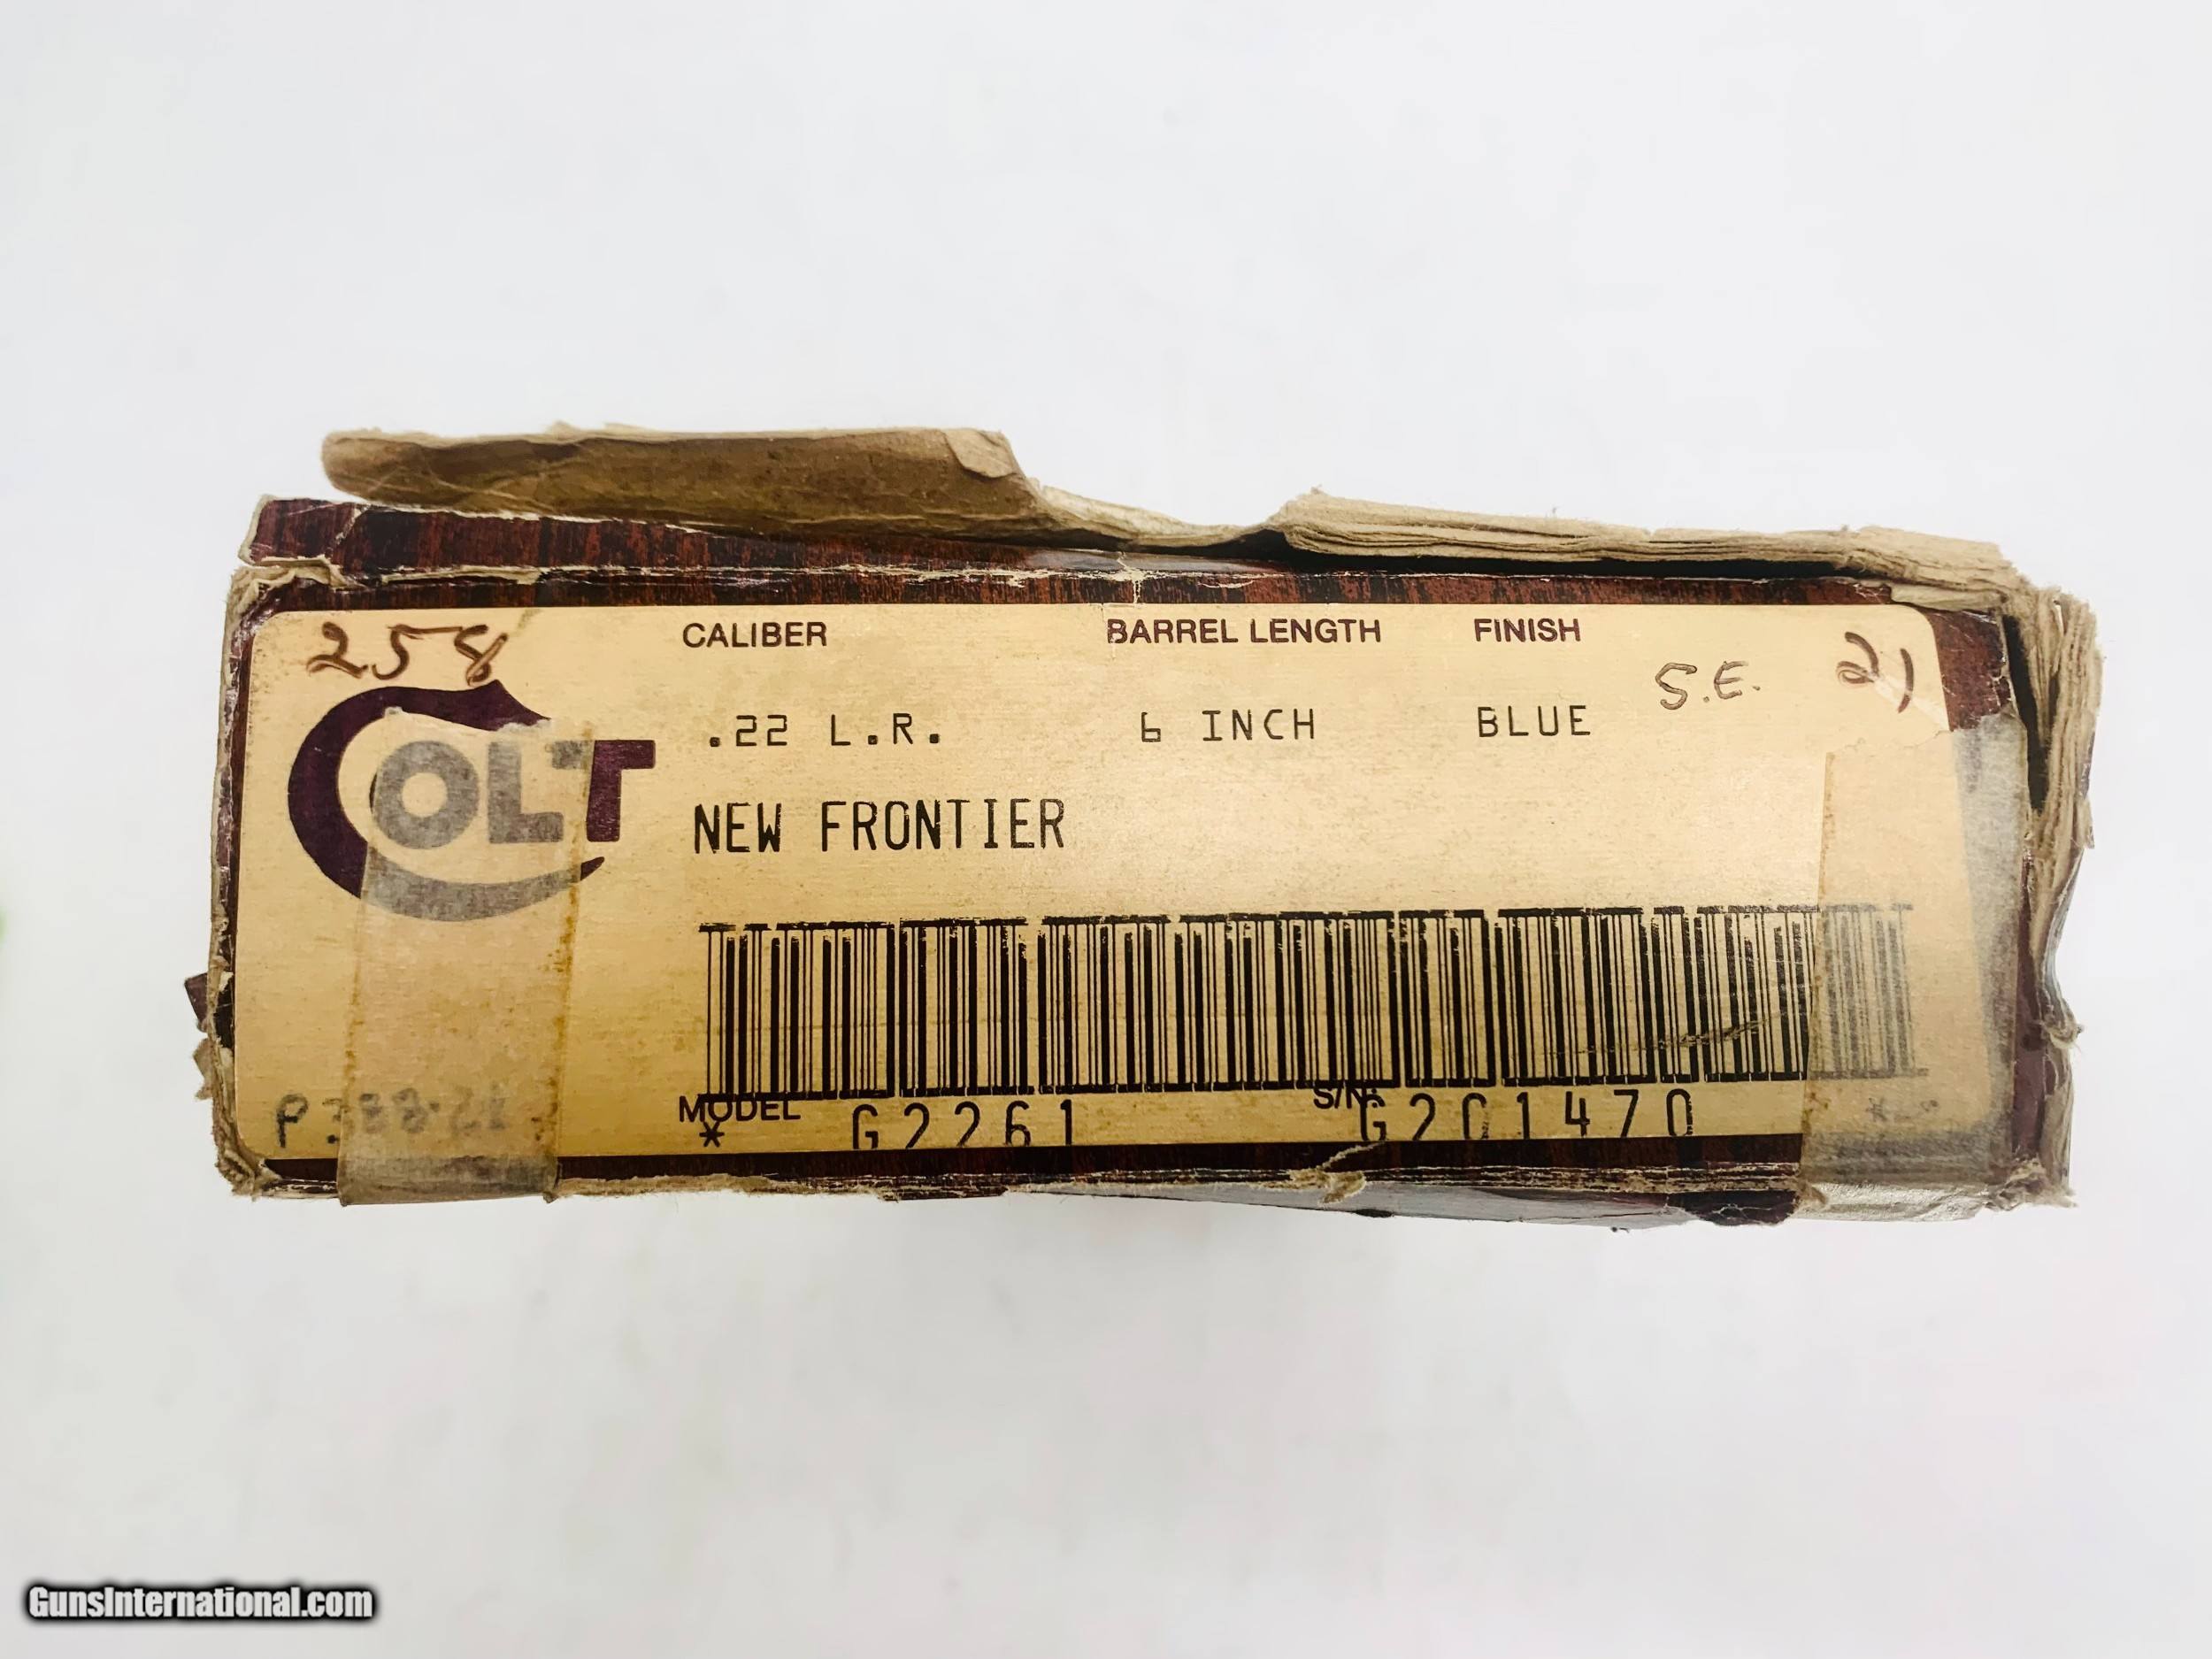 258
CALIBER BARREL LENGTH FINISH
S.E. 21
COLT
.22 L.R. 6 INCH BLUE
NEW FRONTIER
MODEL S/N
* G2261 G201470
GunsInternational.com